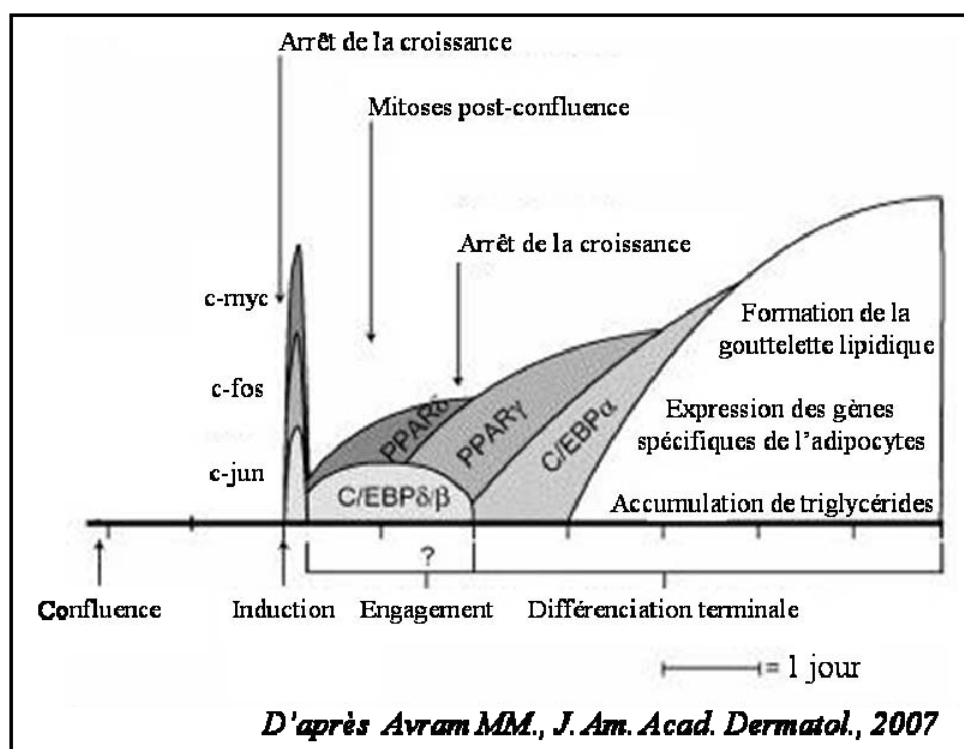 Arrêt de la croissance
Mitoses post-confluence
Arrêt de la croissance
c-myc
c-fos
c-jun
PPARδ
PPARγ
C/EBPα
C/EBPδ/β
Formation de la
gouttelette lipidique
Expression des gènes
spécifiques de l'adipocytes
Accumulation de triglycérides
?
Confluence
Induction
Engagement
Différenciation terminale
= 1 jour
D'après Avram MM., J. Am. Acad. Dermatol., 2007